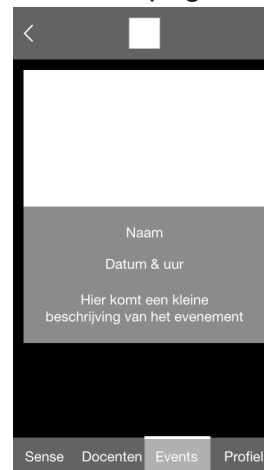 Naam
Datum & uur
Hier komt een kleine
beschrijving van het evenement
Sense Docenten Events Profiel